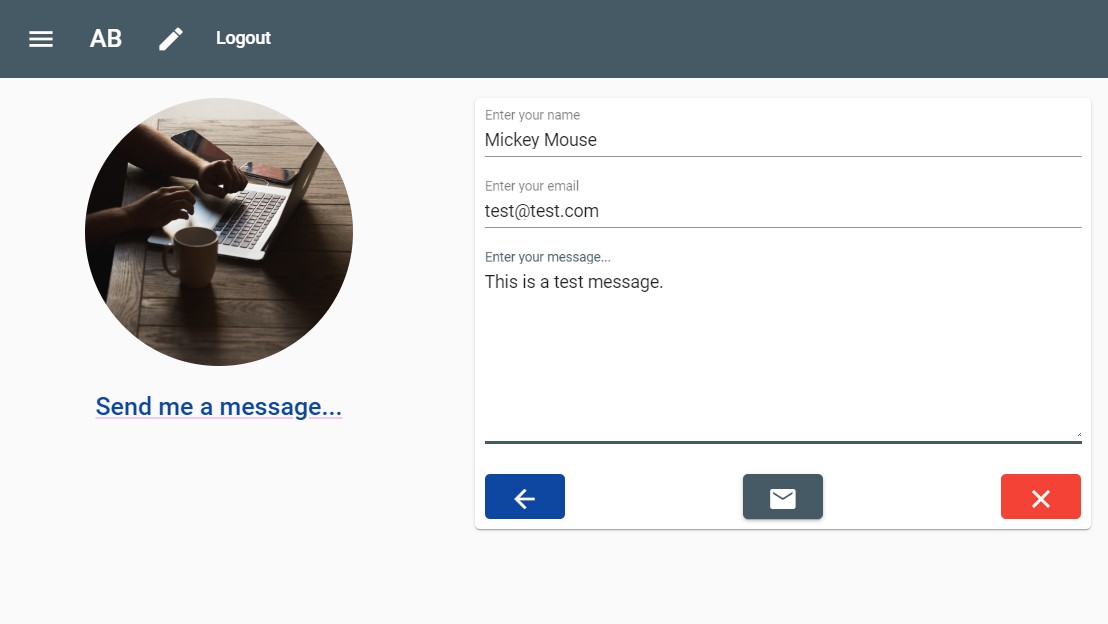 AB
Logout
Send me a message...
Enter your name
Mickey Mouse
Enter your email
test@test.com
Enter your message...
This is a test message.